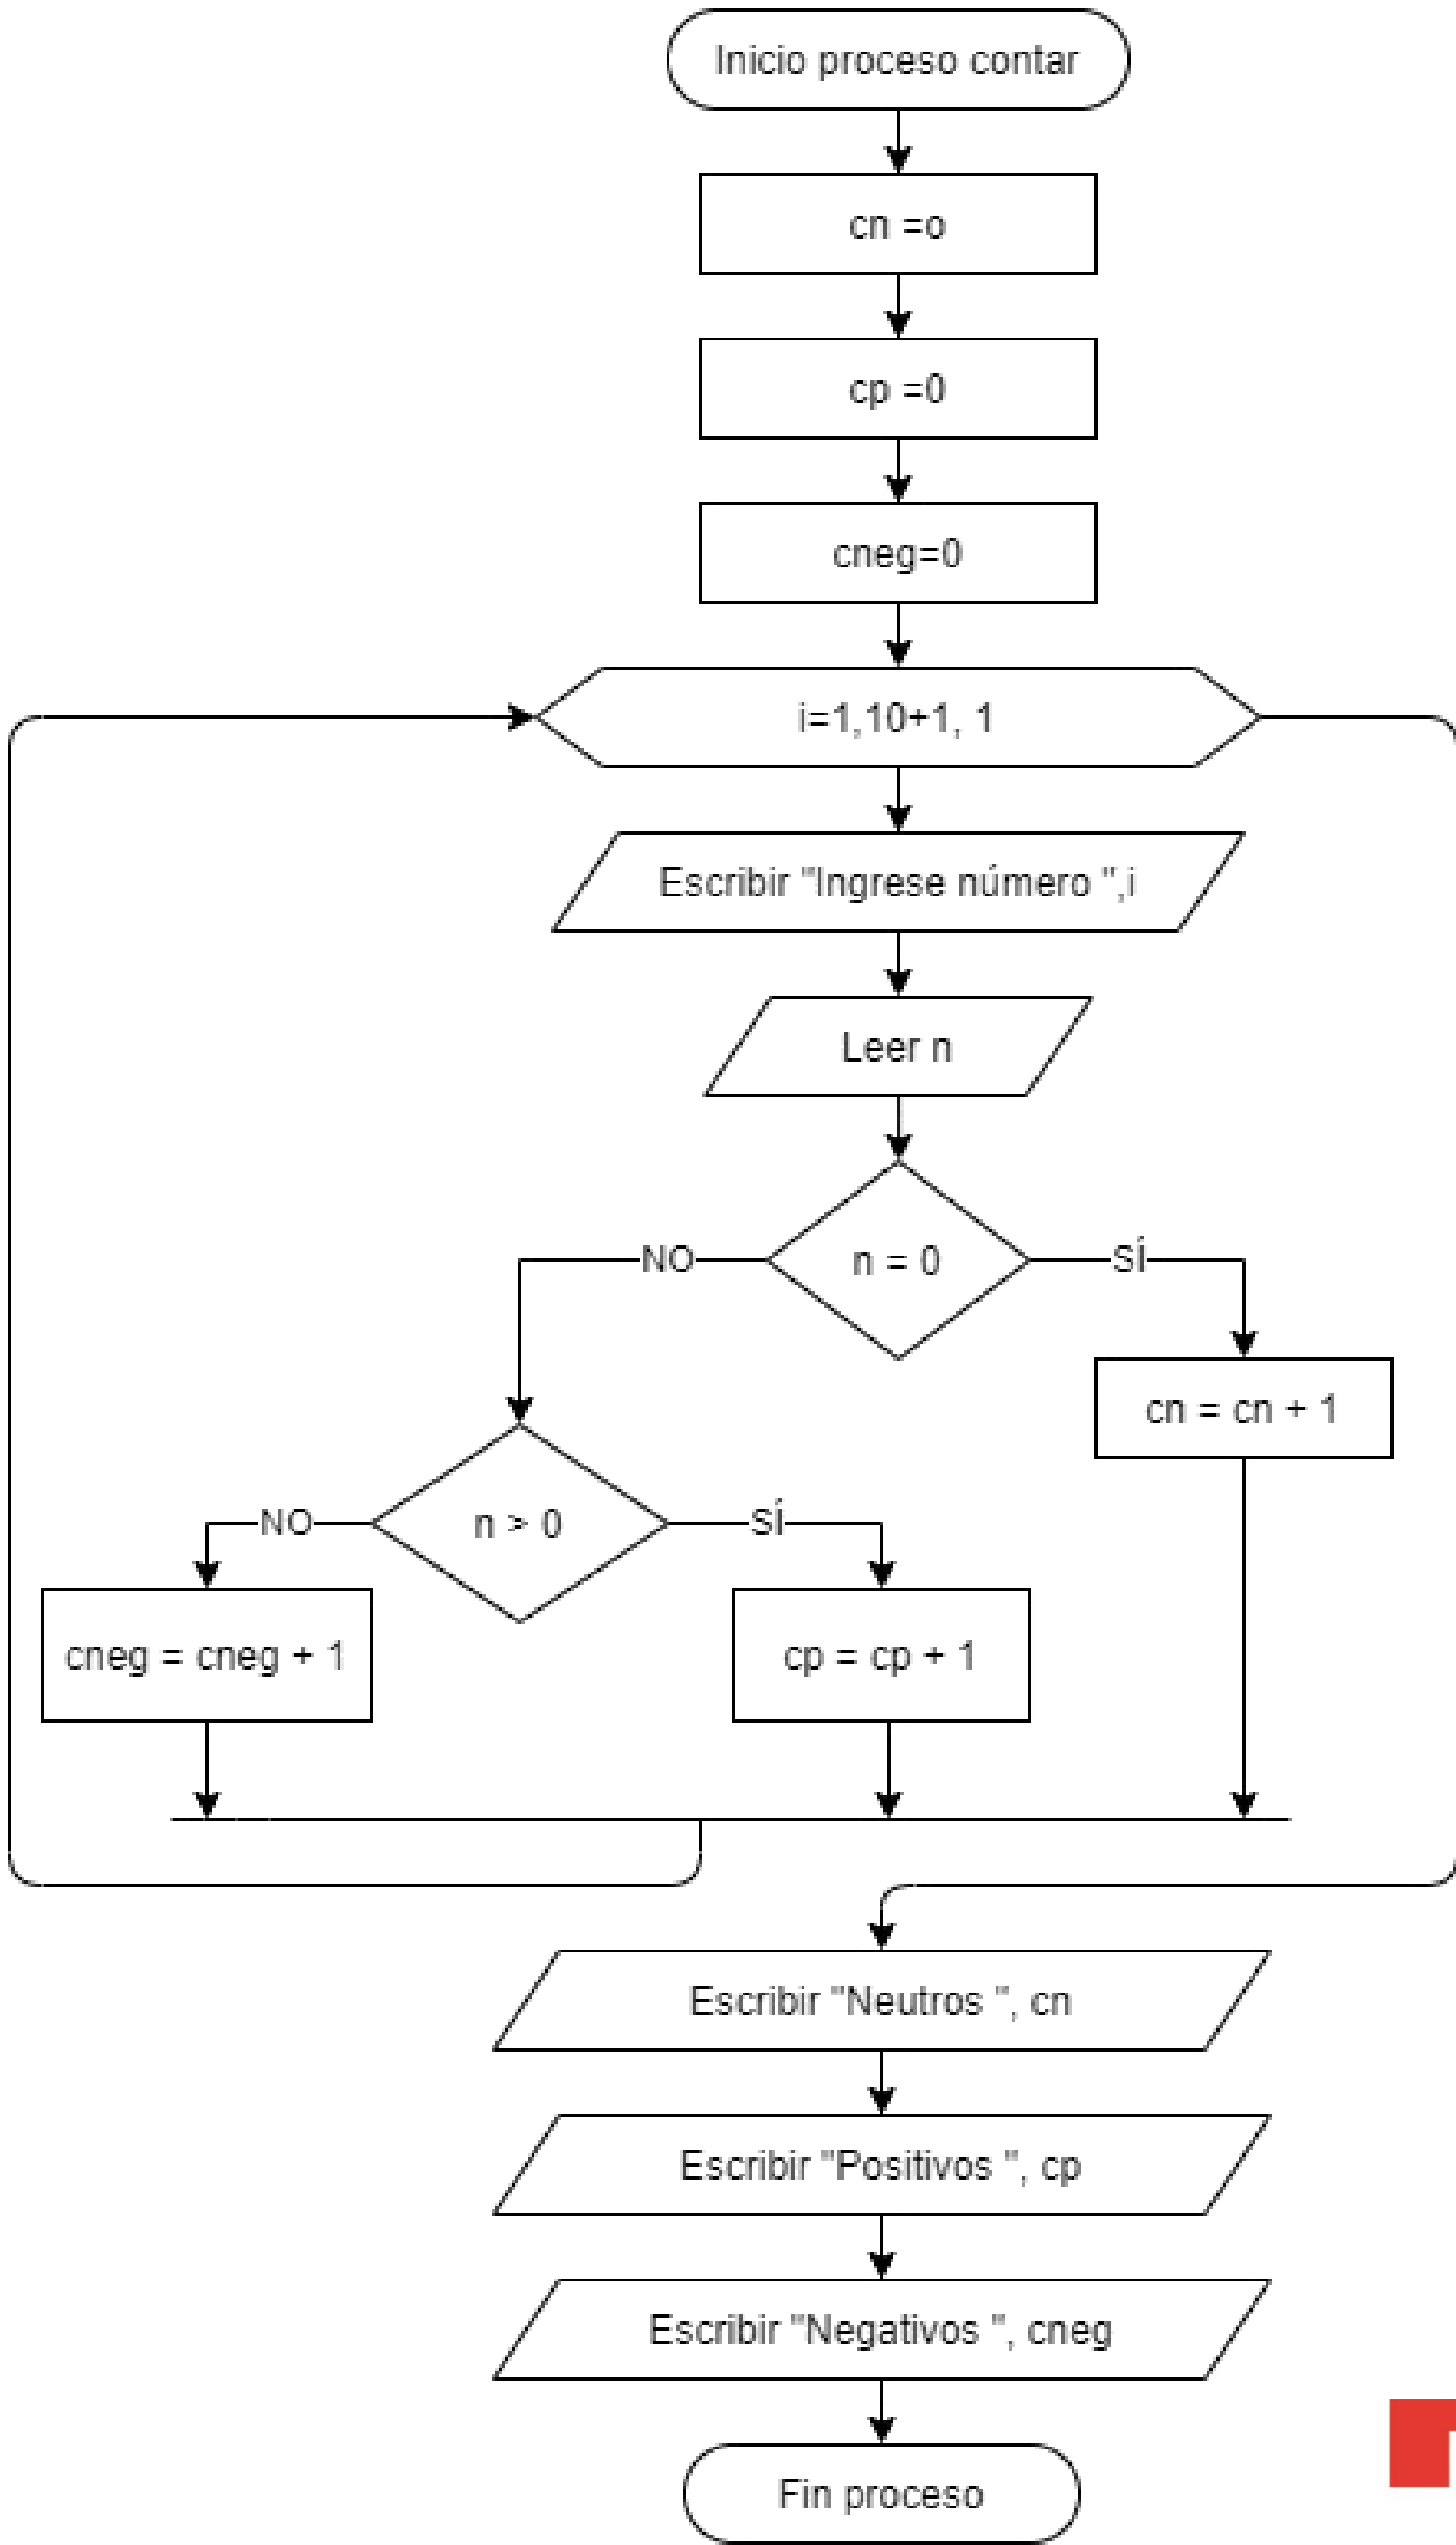 Inicio proceso contar
cn =o
cp =0
cneg=0
i=1,10+1, 1
Escribir "Ingrese número ",i
Leer n
n = 0
NO
SÍ
cn = cn + 1
n > 0
NO
SÍ
cneg = cneg + 1
cp = cp + 1
Escribir "Neutros ", cn
Escribir "Positivos ", cp
Escribir "Negativos ", cneg
Fin proceso